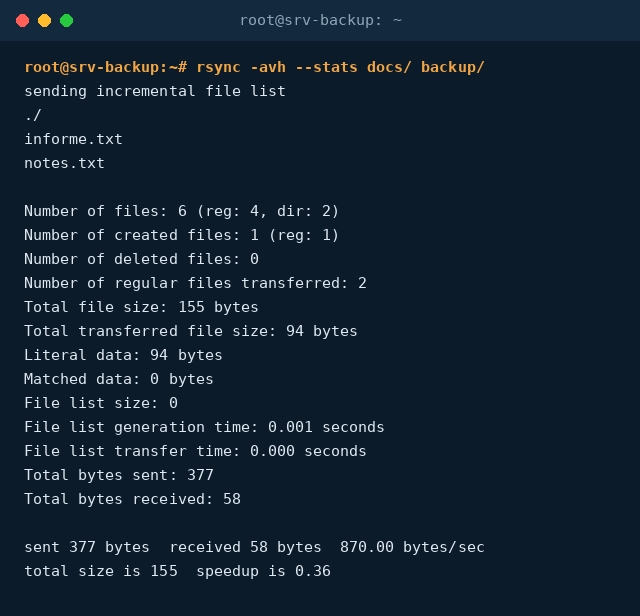 root@srv-backup: ~
root@srv-backup:~# rsync -avh --stats docs/ backup/
sending incremental file list
./
informe.txt
notes.txt

Number of files: 6 (reg: 4, dir: 2)
Number of created files: 1 (reg: 1)
Number of deleted files: 0
Number of regular files transferred: 2
Total file size: 155 bytes
Total transferred file size: 94 bytes
Literal data: 94 bytes
Matched data: 0 bytes
File list size: 0
File list generation time: 0.001 seconds
File list transfer time: 0.000 seconds
Total bytes sent: 377
Total bytes received: 58

sent 377 bytes  received 58 bytes  870.00 bytes/sec
total size is 155  speedup is 0.36